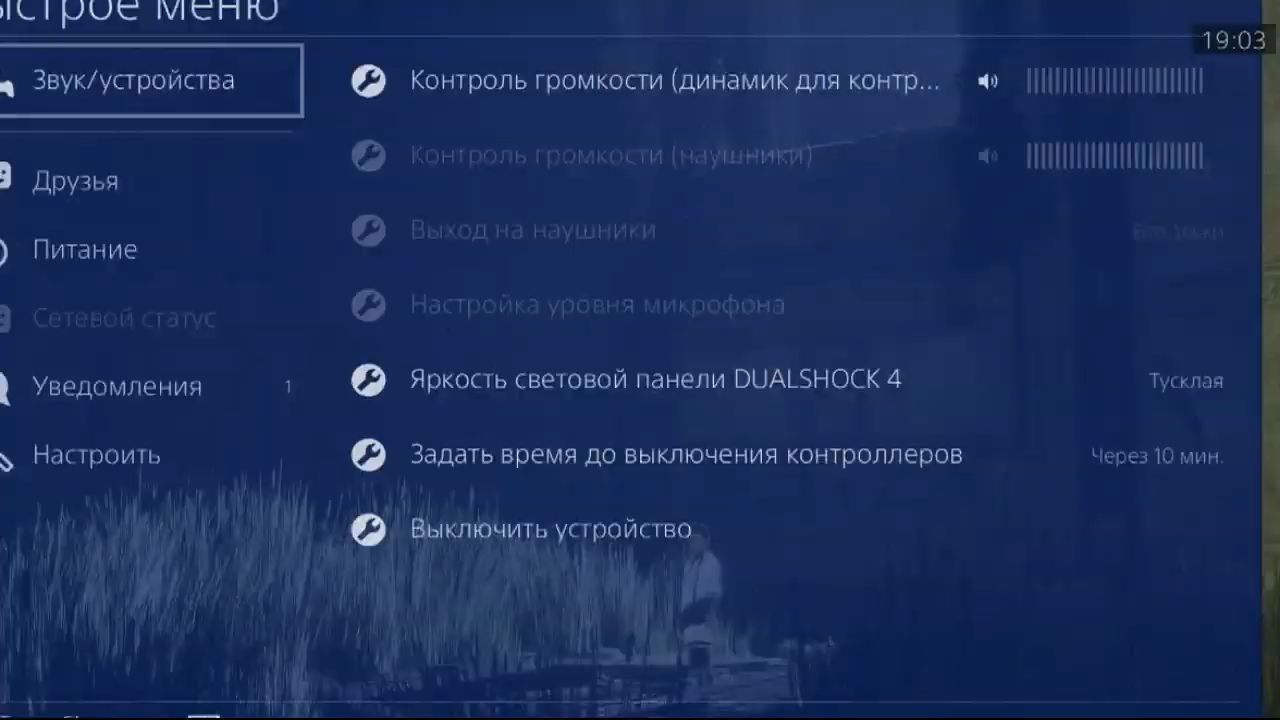 ыстрое меню
19:03
Звук/устройства
Контроль громкости (динамик для контр...
Контроль громкости (наушники)
Друзья
Выход на наушники
Питание
Настройка уровня микрофона
Сетевой статус
Яркость световой панели DUALSHOCK 4
Тусклая
Уведомления 1
Задать время до выключения контроллеров
Через 10 мин.
Настроить
Выключить устройство